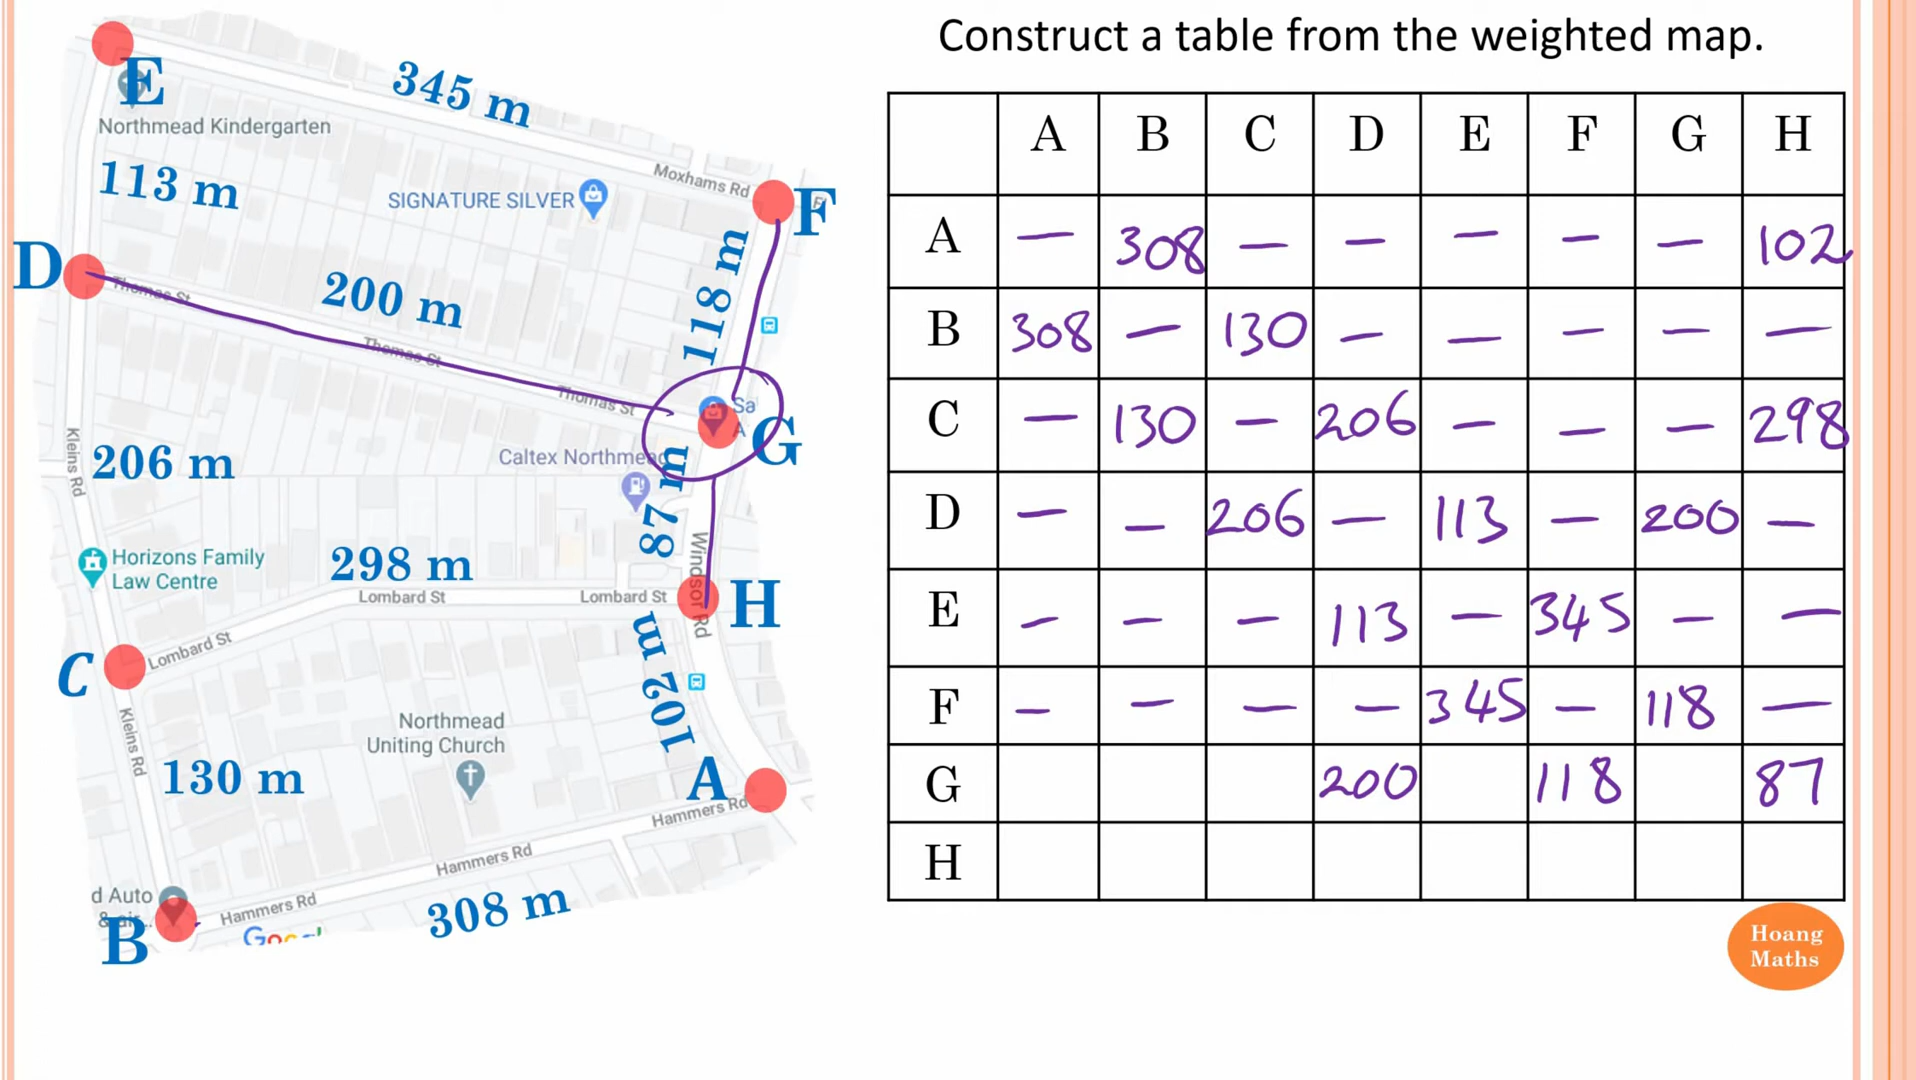 Construct a table from the weighted map.
E
Northmead Kindergarten
345 m
113 m
SIGNATURE SILVER
Moxhams Rd
F
D
Thomas St
200 m
118 m
Thomas St
Thomas St
Sa
A
G
Kleins Rd
206 m
Caltex Northmead
87 m
Horizons Family
Law Centre
298 m
Lombard St
Lombard St
Windsor Rd
H
C
Lombard St
102 m
Kleins Rd
Northmead
Uniting Church
130 m
A
Hammers Rd
Hammers Rd
d Auto
B
Hammers Rd
308 m
A B C D E F G H
A — 308 — — — — — 102
B 308 — 130 — — — — —
C — 130 — 206 — — — 298
D — — 206 — 113 — 200 —
E — — — 113 — 345 — —
F — — — — 345 — 118 —
G 200 118 87
H
Hoang
Maths